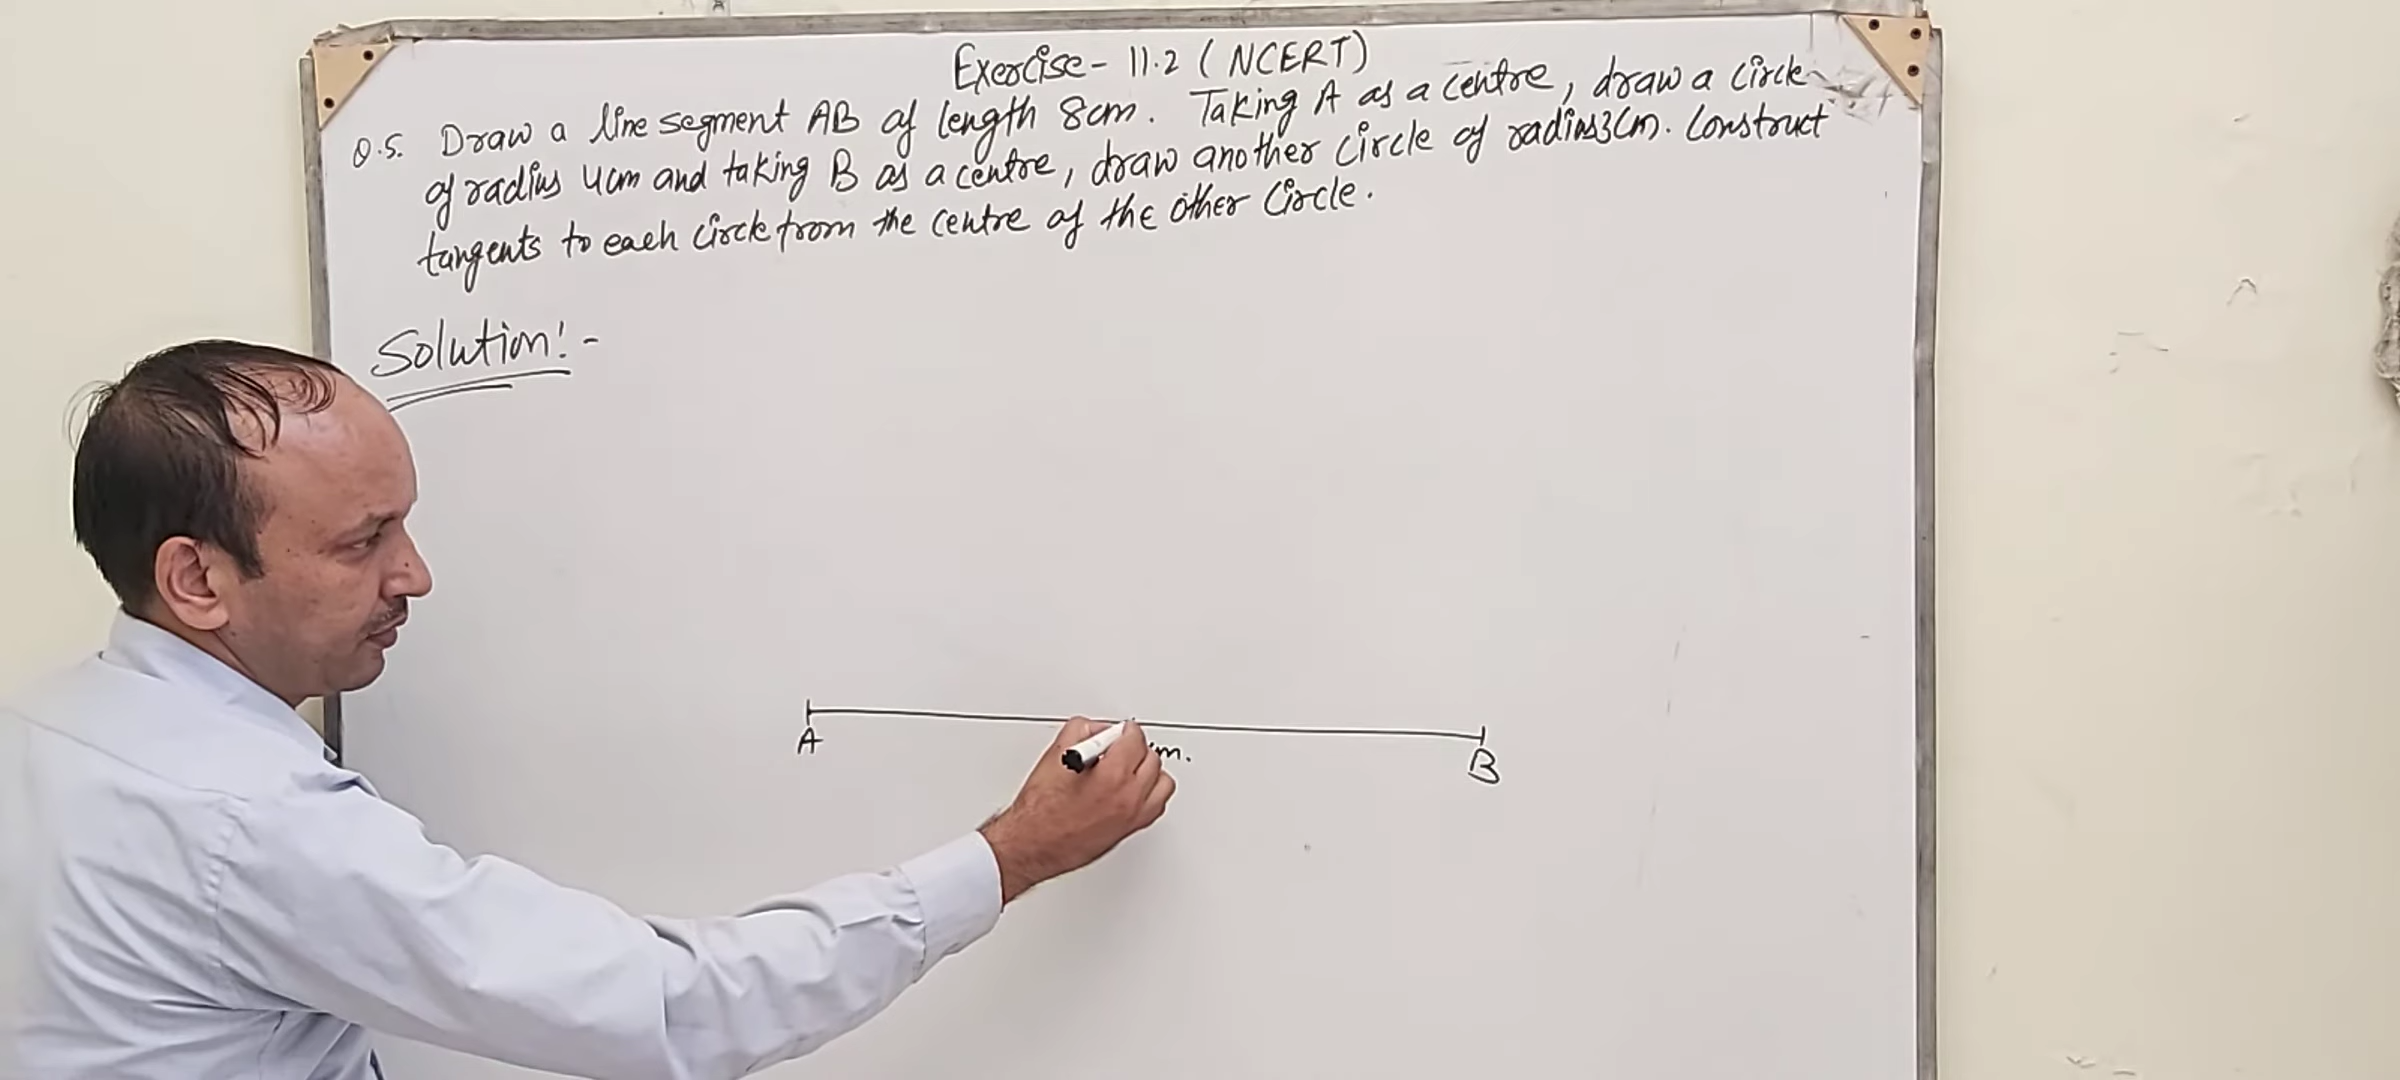 Exercise - 11.2 (NCERT)
Q.5. Draw a line segment AB of length 8cm. Taking A as a centre, draw a circle
of radius 4cm and taking B as a centre, draw another circle of radius 3cm. Construct
tangents to each circle from the centre of the other circle.
Solution:-
A
m.
B